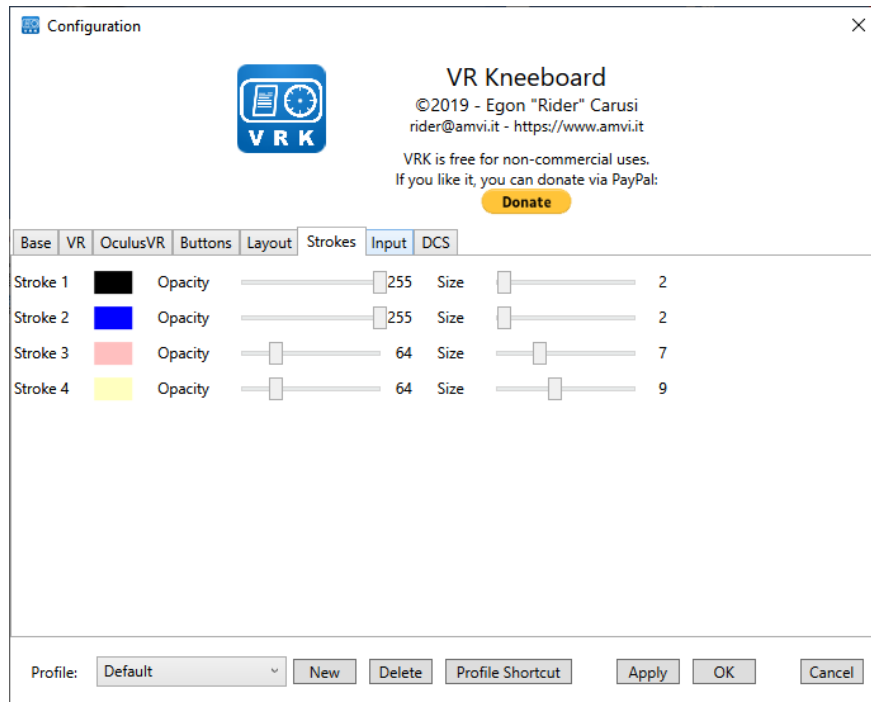 Configuration
VRK
VR Kneeboard
©2019 - Egon "Rider" Carusi
rider@amvi.it - https://www.amvi.it
VRK is free for non-commercial uses.
If you like it, you can donate via PayPal:
Donate
Base VR OculusVR Buttons Layout Strokes Input DCS
Stroke 1 Opacity 255 Size 2
Stroke 2 Opacity 255 Size 2
Stroke 3 Opacity 64 Size 7
Stroke 4 Opacity 64 Size 9
Profile: Default New Delete Profile Shortcut Apply OK Cancel